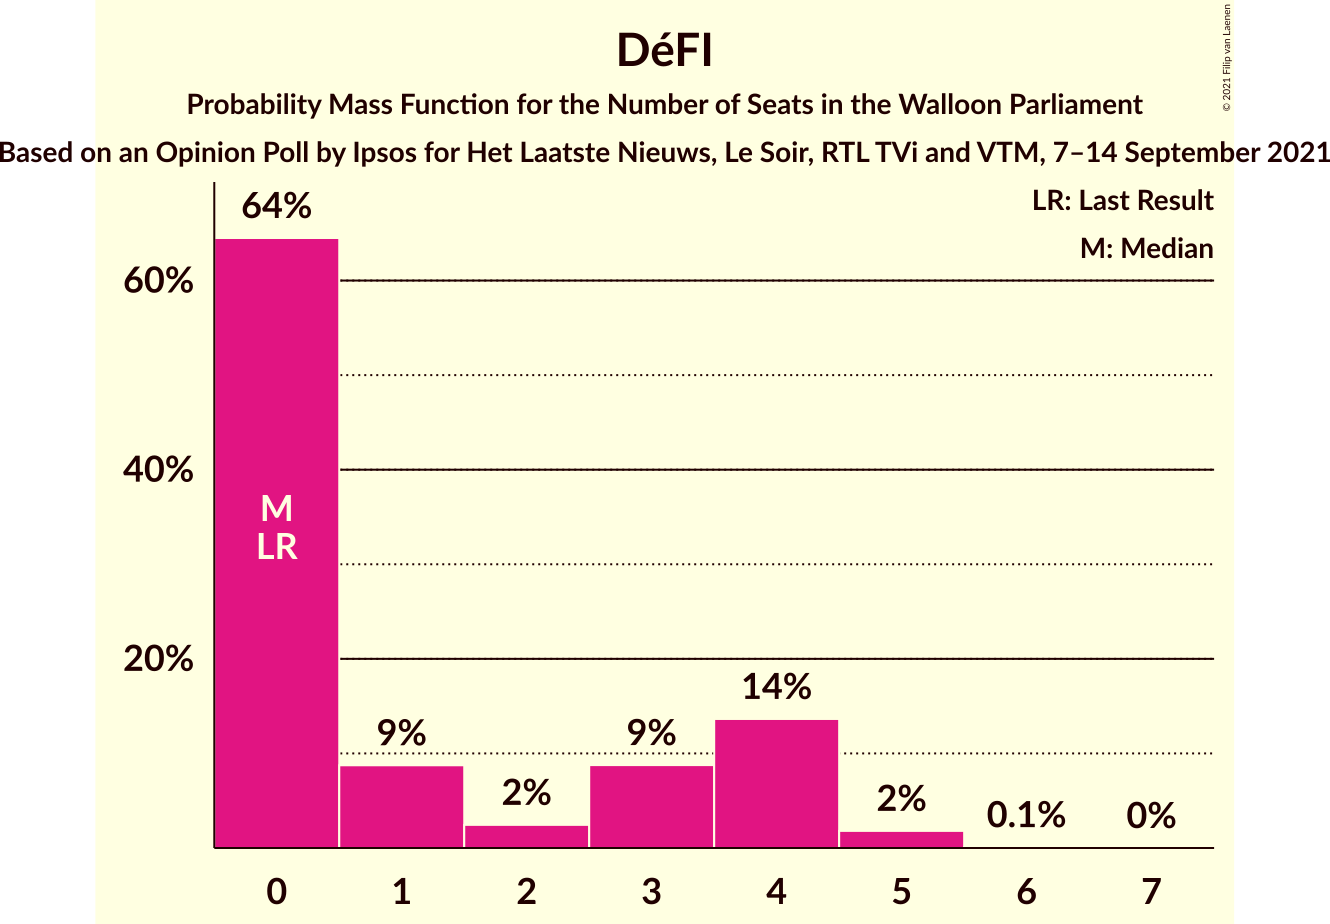 DéFI
Probability Mass Function for the Number of Seats in the Walloon Parliament
Based on an Opinion Poll by Ipsos for Het Laatste Nieuws, Le Soir, RTL TVi and VTM, 7–14 September 2021
© 2021 Filip van Laenen
LR: Last Result
M: Median
64%
60%
40%
20%
M
LR
9%
2%
9%
14%
2%
0.1%
0%
0 1 2 3 4 5 6 7